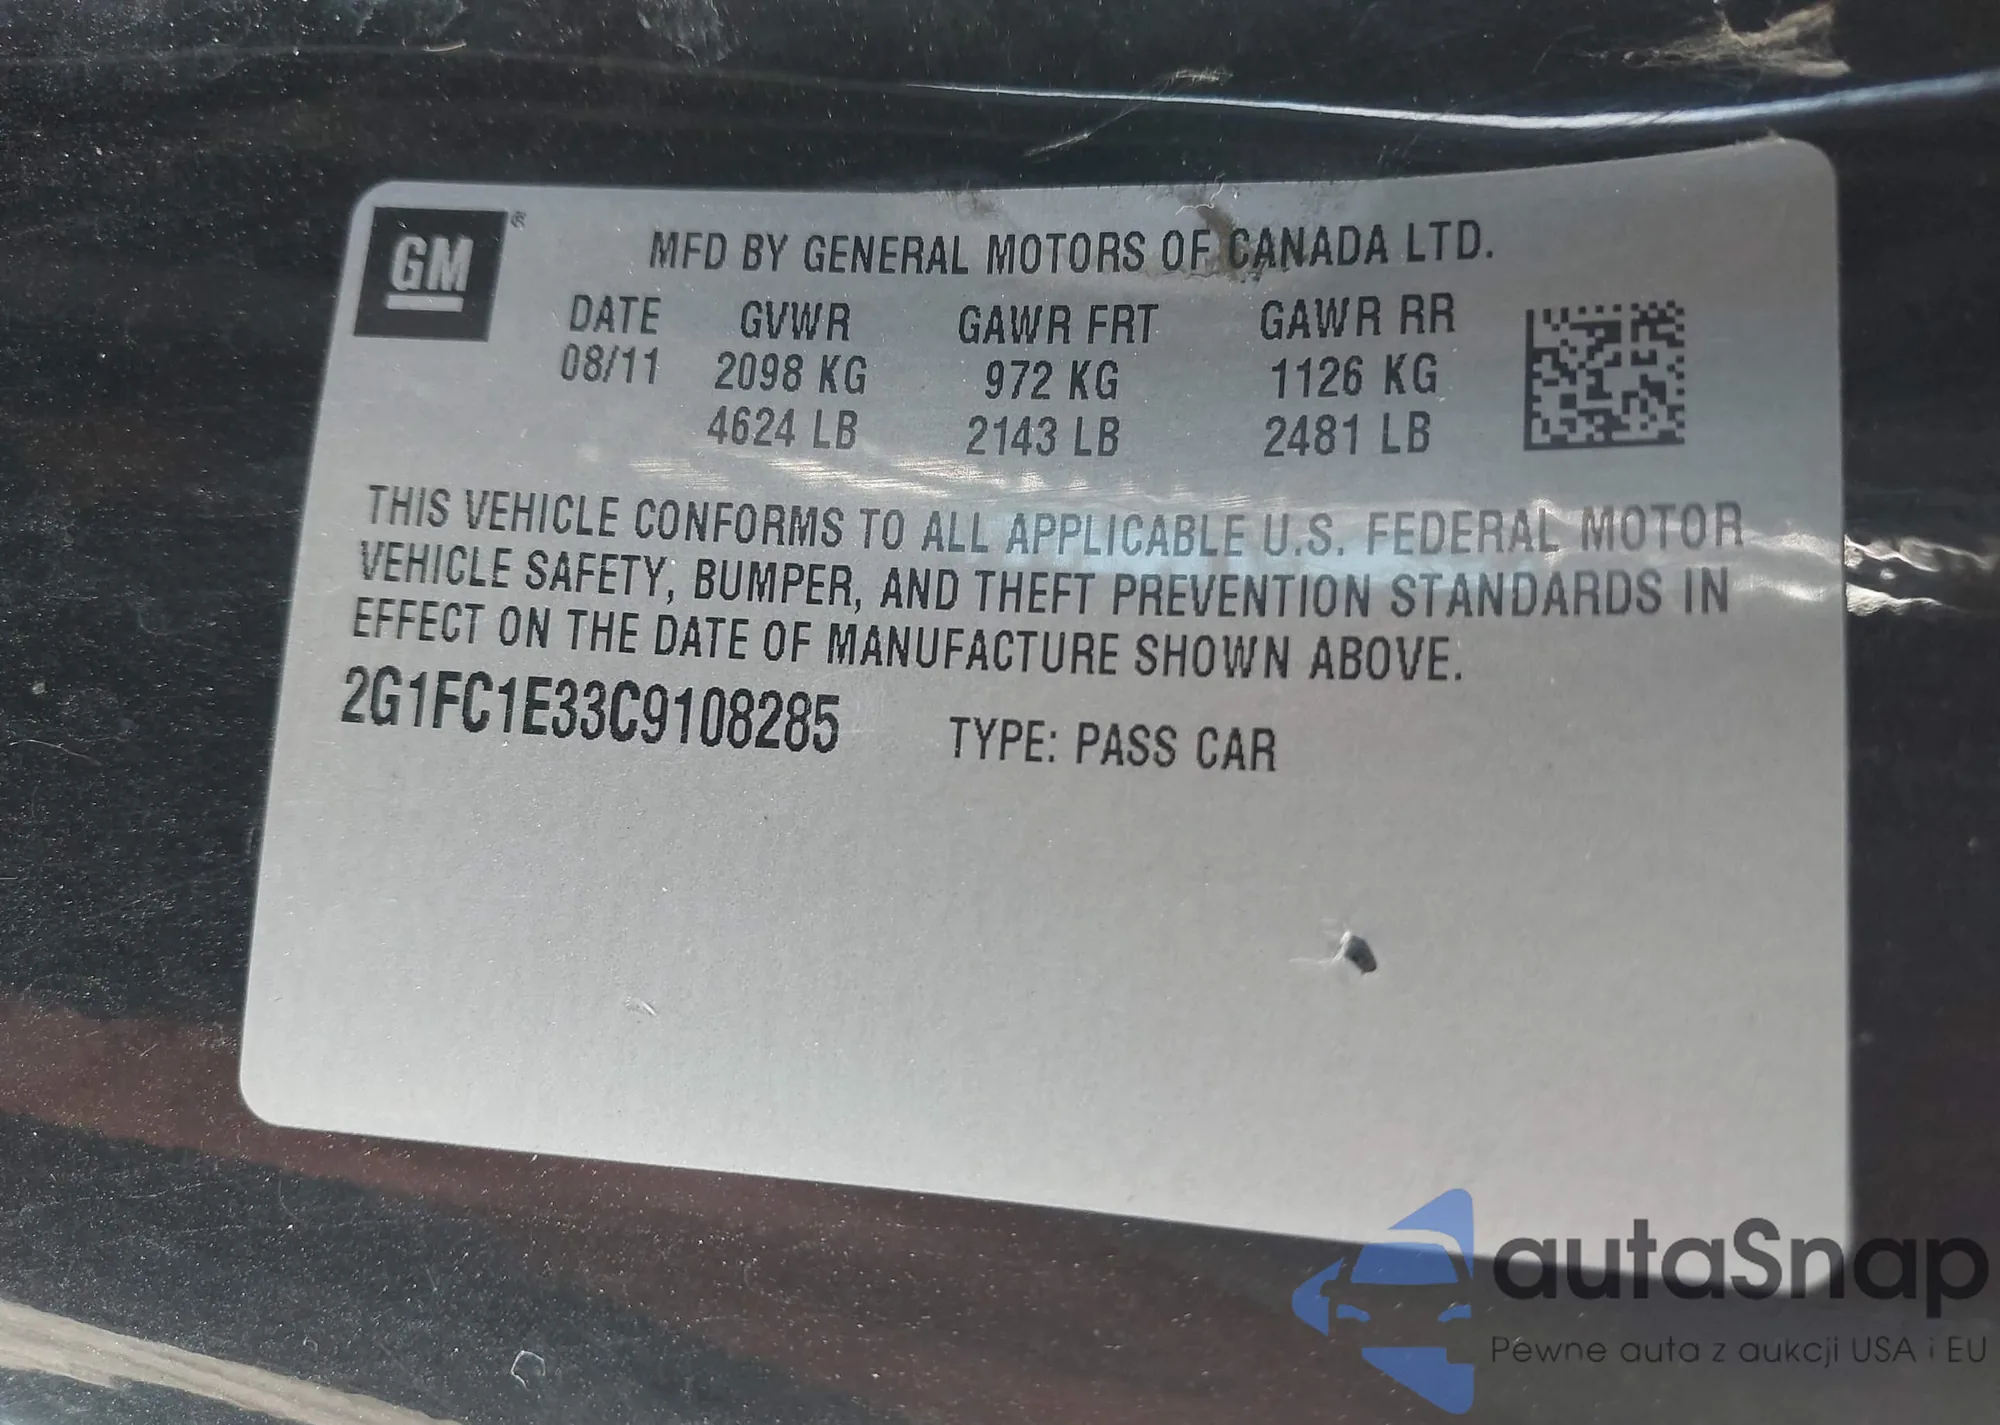 GM ®
MFD BY GENERAL MOTORS OF CANADA LTD.
DATE GVWR GAWR FRT GAWR RR
08/11 2098 KG 972 KG 1126 KG
4624 LB 2143 LB 2481 LB
THIS VEHICLE CONFORMS TO ALL APPLICABLE U.S. FEDERAL MOTOR
VEHICLE SAFETY, BUMPER, AND THEFT PREVENTION STANDARDS IN
EFFECT ON THE DATE OF MANUFACTURE SHOWN ABOVE.
2G1FC1E33C9108285 TYPE: PASS CAR
autaSnap
Pewne auta z aukcji USA i EU